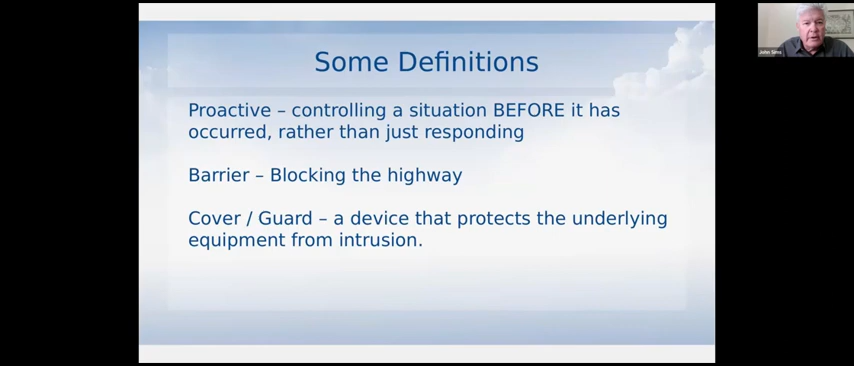 Some Definitions
Proactive – controlling a situation BEFORE it has
occurred, rather than just responding
Barrier – Blocking the highway
Cover / Guard – a device that protects the underlying
equipment from intrusion.
John Sims